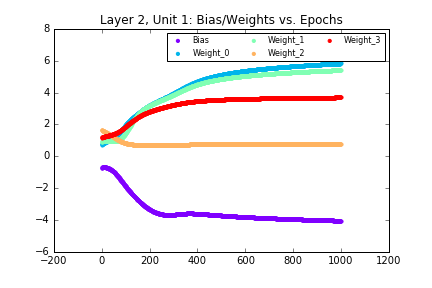 Layer 2, Unit 1: Bias/Weights vs. Epochs
Bias Weight_1 Weight_3
Weight_0 Weight_2
8
6
4
2
0
−2
−4
−6
−200 0 200 400 600 800 1000 1200